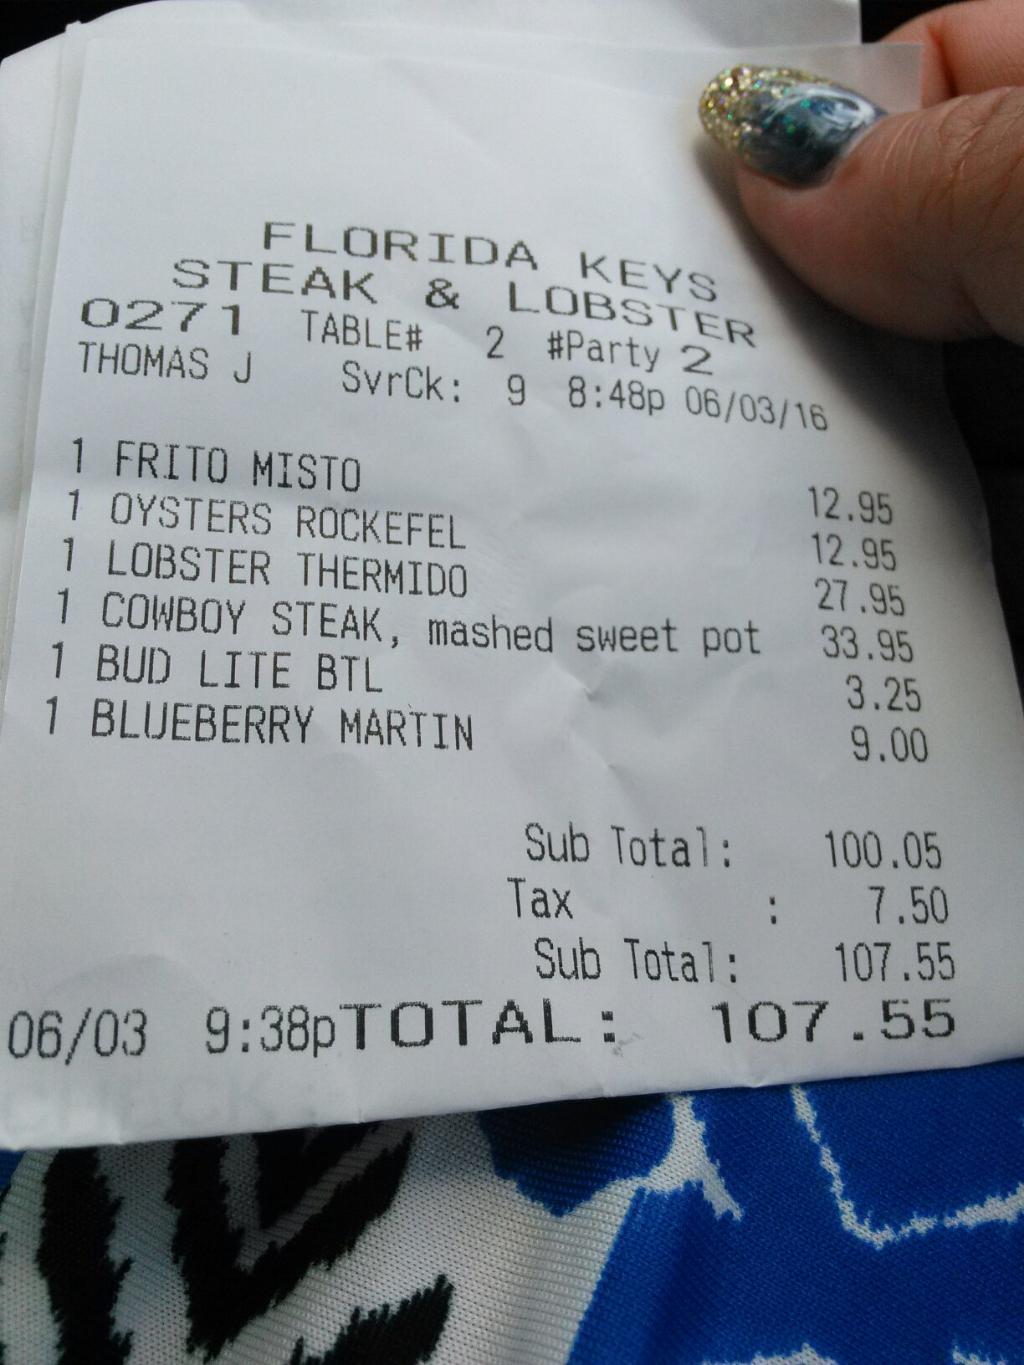 FLORIDA KEYS
STEAK & LOBSTER
0271 TABLE# 2 #Party 2
THOMAS J SvrCk: 9 8:48p 06/03/16
1 FRITO MISTO 12.95
1 OYSTERS ROCKEFEL 12.95
1 LOBSTER THERMIDO 27.95
1 COWBOY STEAK, mashed sweet pot 33.95
1 BUD LITE BTL 3.25
1 BLUEBERRY MARTIN 9.00
Sub Total: 100.05
Tax : 7.50
Sub Total: 107.55
06/03 9:38pTOTAL: 107.55